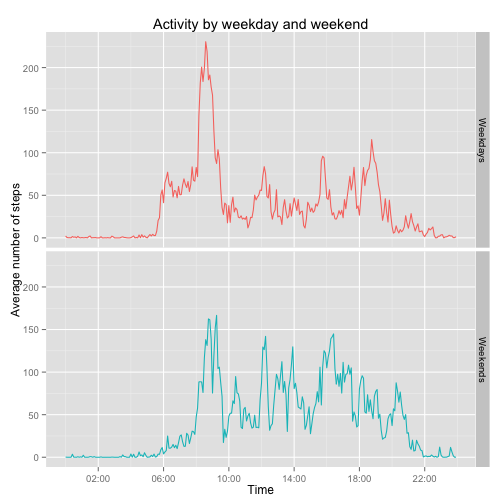 Activity by weekday and weekend
Average number of steps
200
150
100
50
0
Weekdays
200
150
100
50
0
Weekends
02:00 06:00 10:00 14:00 18:00 22:00
Time